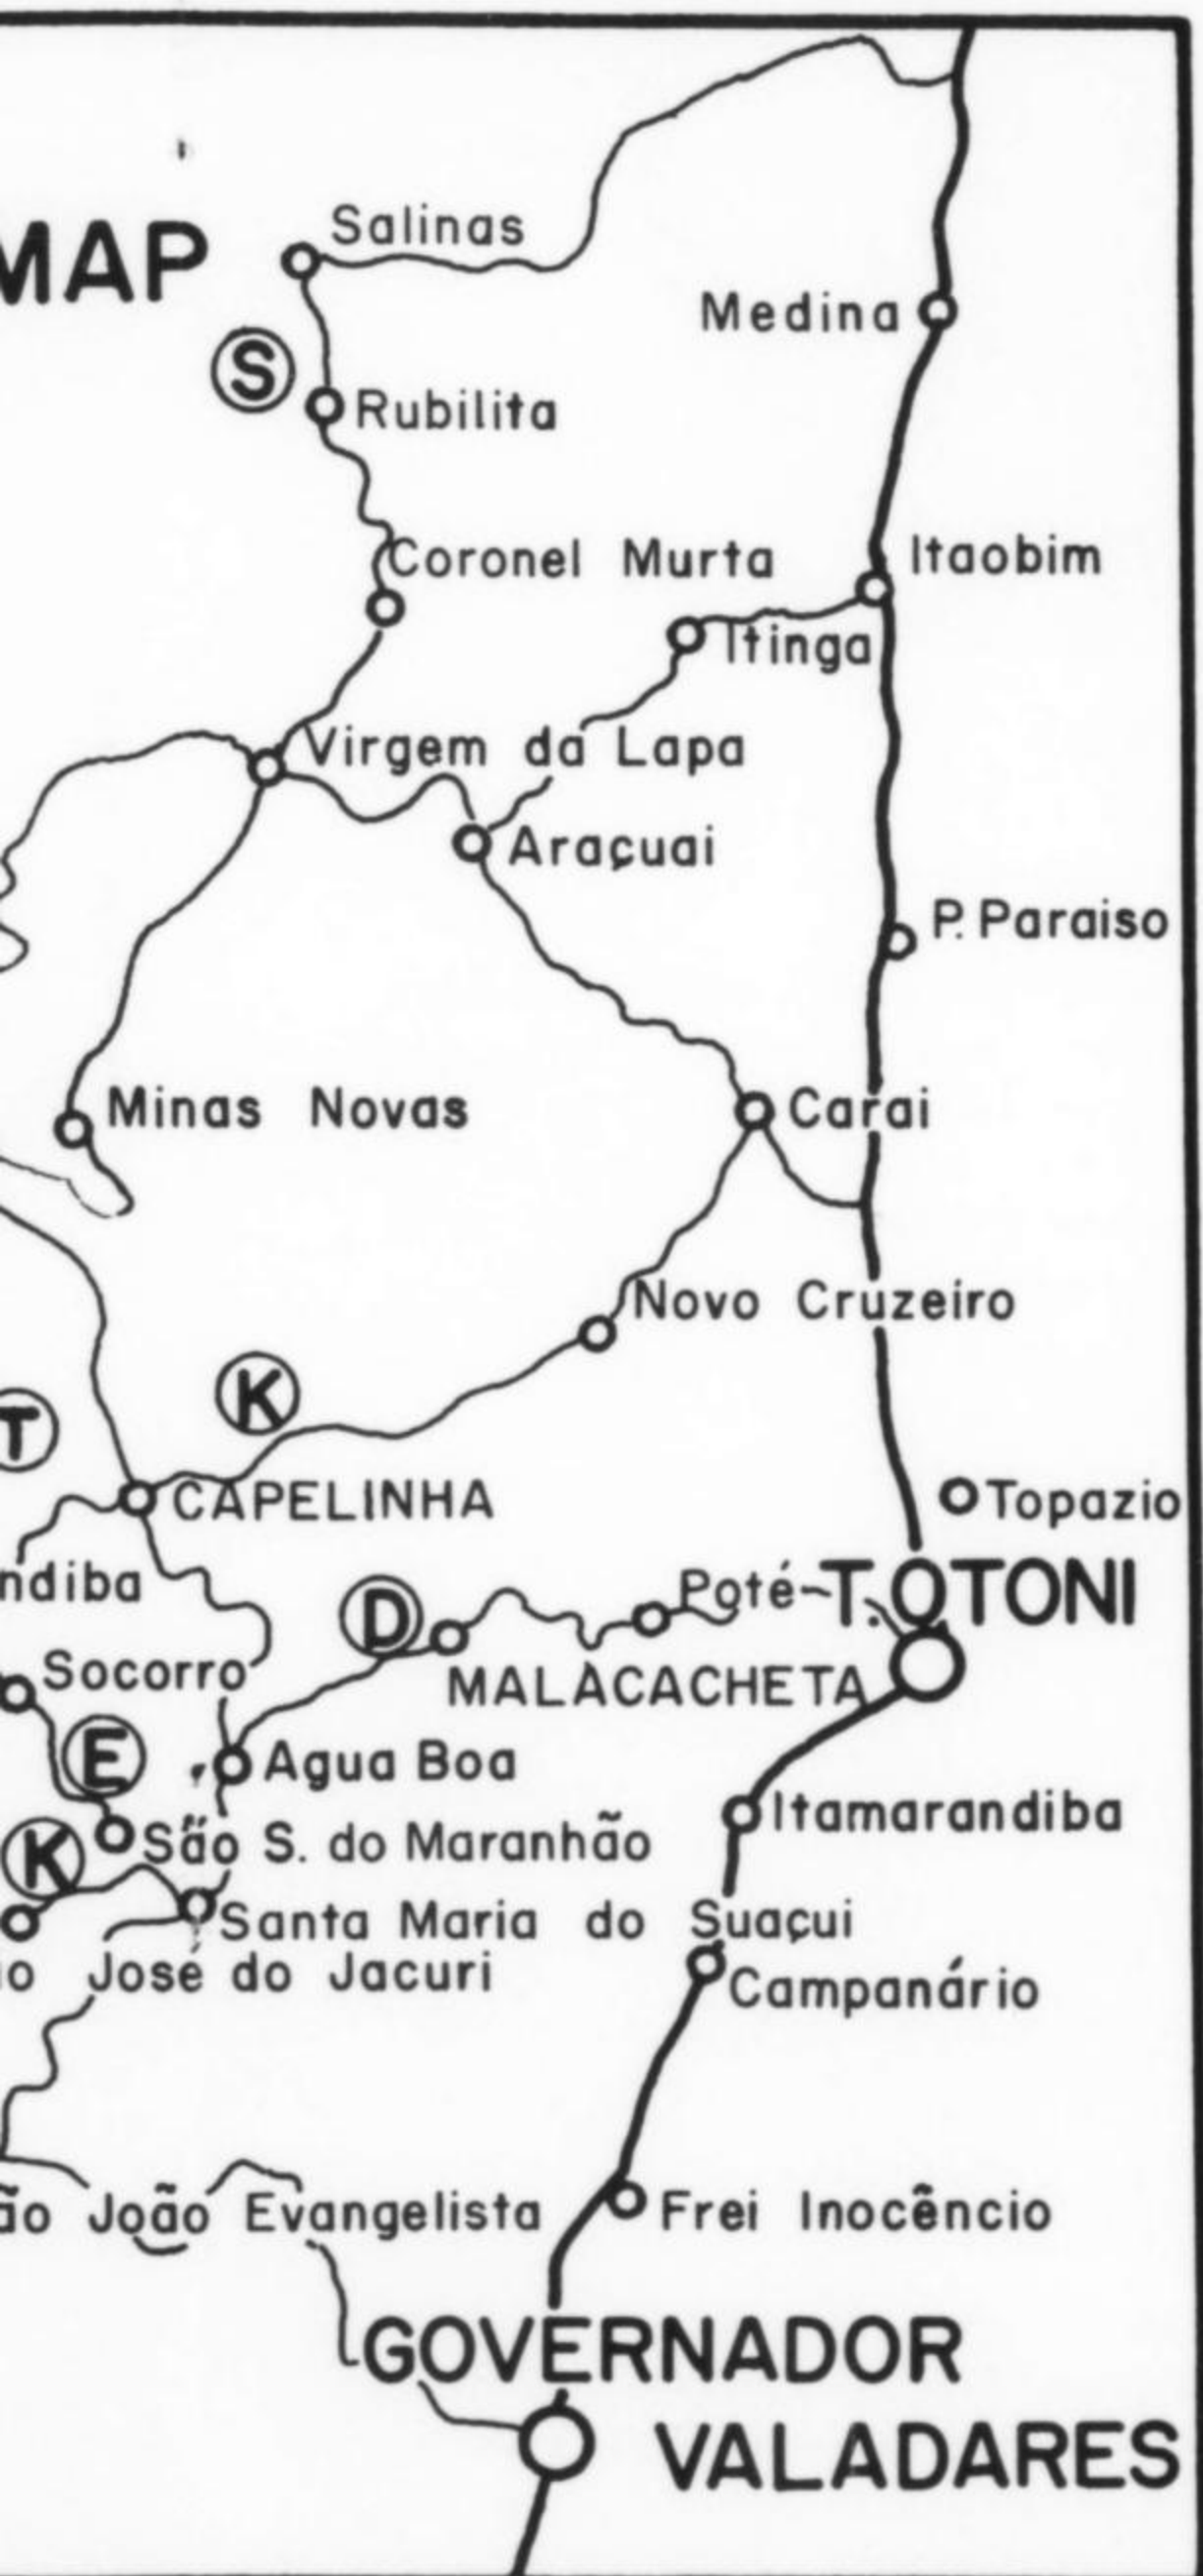 Salinas
MAP
Medina
S
Rubilita
Coronel Murta
Itaobim
Itinga
Virgem da Lapa
Araçuai
P. Paraiso
Minas Novas
Carai
Novo Cruzeiro
K
T
CAPELINHA
Topazio
ndiba
Poté
T. OTONI
D
Socorro
MALACACHETA
E
Agua Boa
Itamarandiba
K
São S. do Maranhão
Santa Maria do Suaçui
ão José do Jacuri
Campanário
ão João Evangelista
Frei Inocêncio
GOVERNADOR
VALADARES